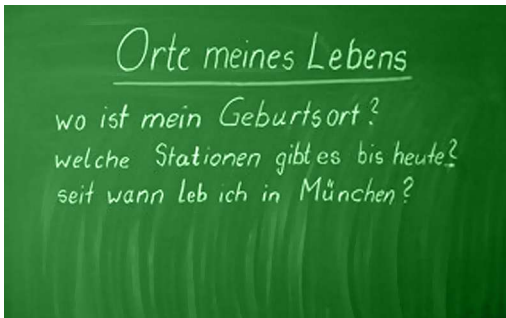 Orte meines Lebens
wo ist mein Geburtsort?
welche Stationen gibt es bis heute?
seit wann leb ich in München?